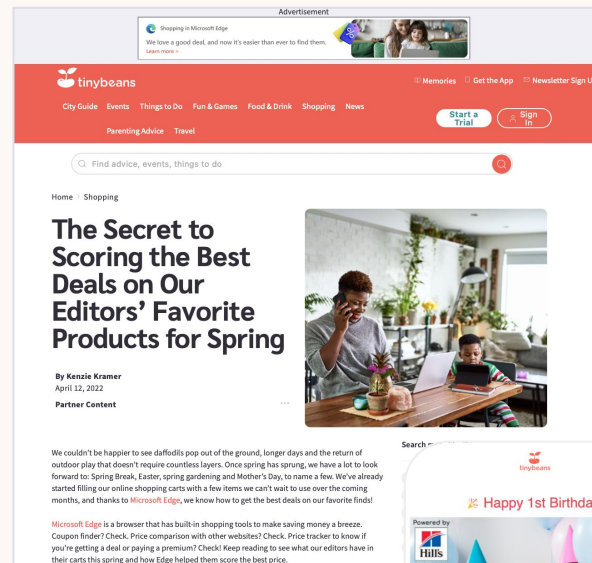 Advertisement
Shopping in Microsoft Edge
We love a good deal, and now it's easier than ever to find them.
Learn more >
tinybeans
Memories
Get the App
Newsletter Sign U
City Guide
Events
Things to Do
Fun & Games
Food & Drink
Shopping
News
Parenting Advice
Travel
Start a
Trial
Sign
In
Find advice, events, things to do
Home
Shopping
The Secret to
Scoring the Best
Deals on Our
Editors' Favorite
Products for Spring
By Kenzie Kramer
April 12, 2022
Partner Content
We couldn't be happier to see daffodils pop out of the ground, longer days and the return of
outdoor play that doesn't require countless layers. Once spring has sprung, we have a lot to look
forward to: Spring Break, Easter, spring gardening and Mother's Day, to name a few. We've already
started filling our online shopping carts with a few items we can't wait to use over the coming
months, and thanks to Microsoft Edge, we know how to get the best deals on our favorite finds!
Microsoft Edge is a browser that has built-in shopping tools to make saving money a breeze.
Coupon finder? Check. Price comparison with other websites? Check. Price tracker to know if
you're getting a deal or paying a premium? Check! Keep reading to see what our editors have in
their carts this spring and how Edge helped them score the best price.
Search
tinybeans
Happy 1st Birthda
Powered by
Hill's